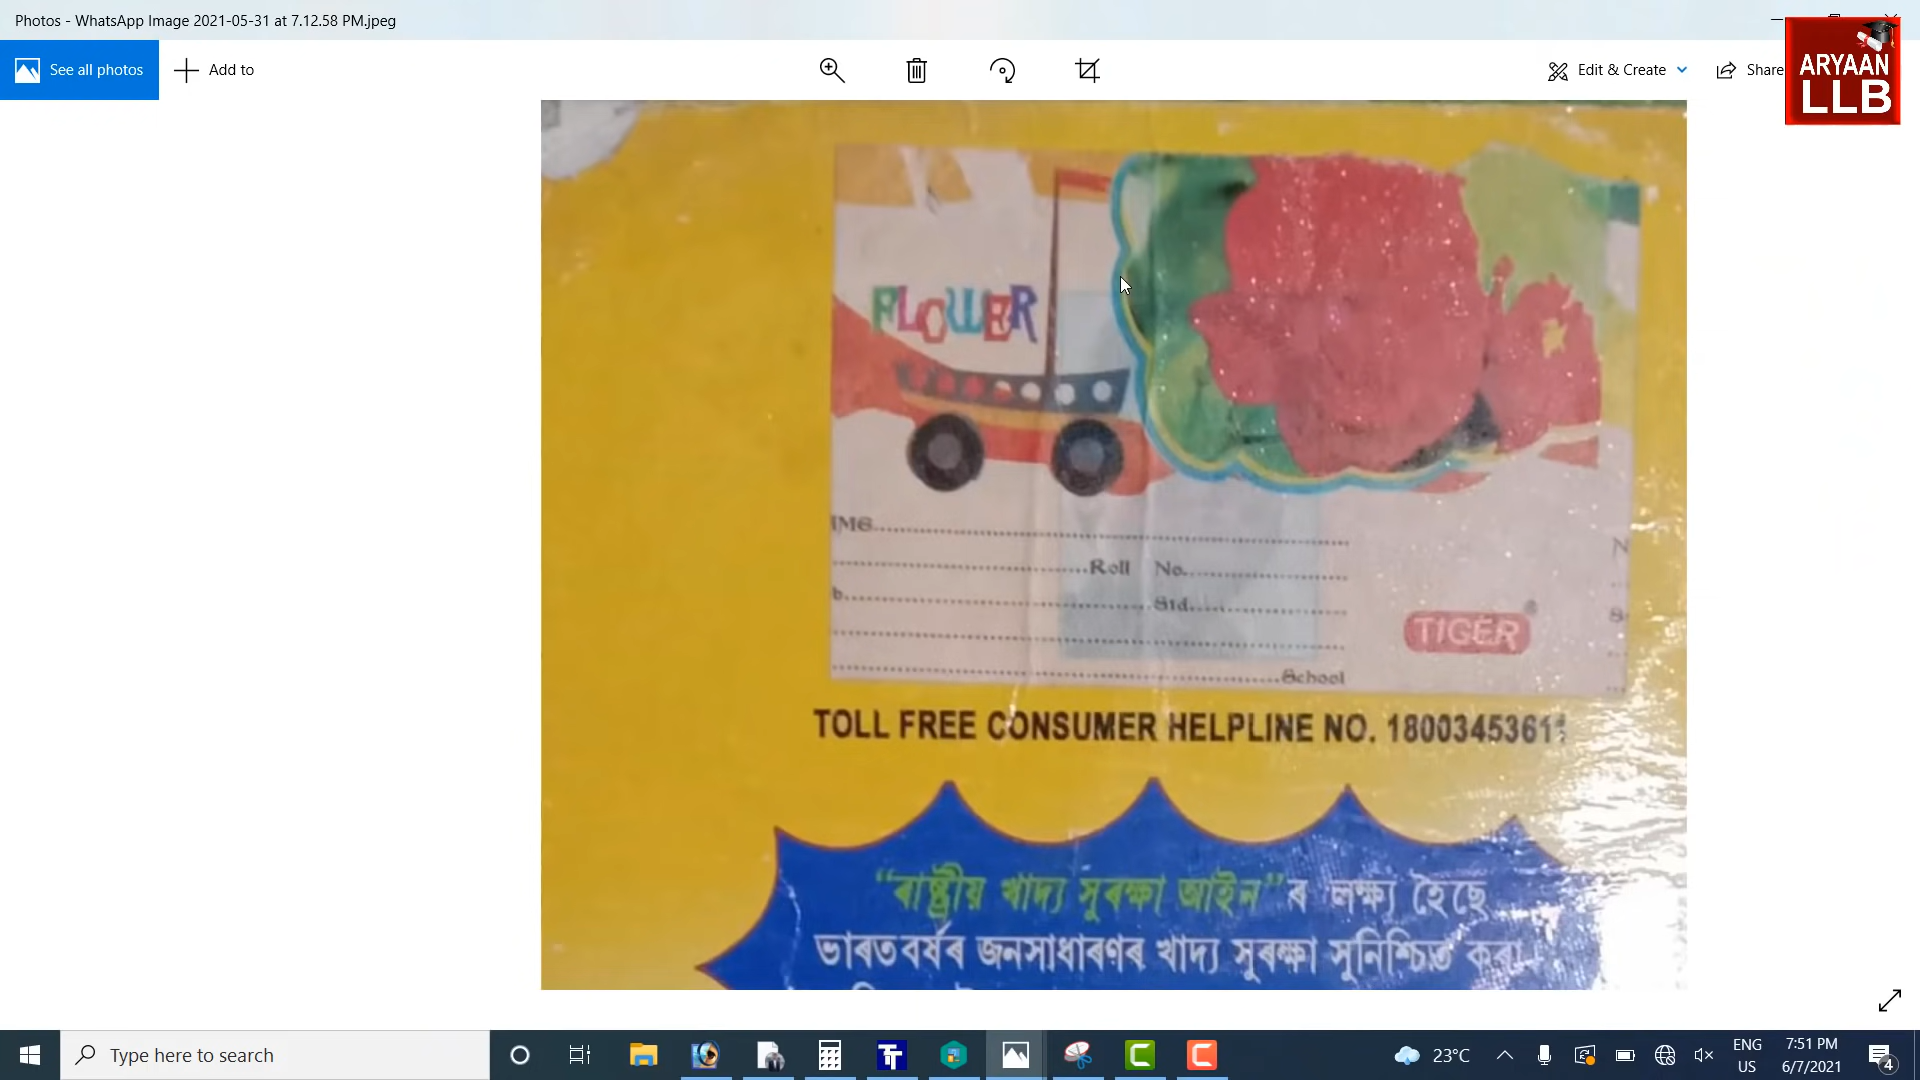 Photos - WhatsApp Image 2021-05-31 at 7.12.58 PM.jpeg
See all photos
Add to
Edit & Create
Share
ARYAAN
LLB
FLOWER
Roll No.
Std.
TIGER
School
TOLL FREE CONSUMER HELPLINE NO. 18003453611
“ৰাষ্ট্ৰীয় খাদ্য সুৰক্ষা আইন”ৰ লক্ষ্য হৈছে
ভাৰতবৰ্ষৰ জনসাধাৰণৰ খাদ্য সুৰক্ষা সুনিশ্চিত কৰা
Type here to search
23°C
ENG
US
7:51 PM
6/7/2021
4